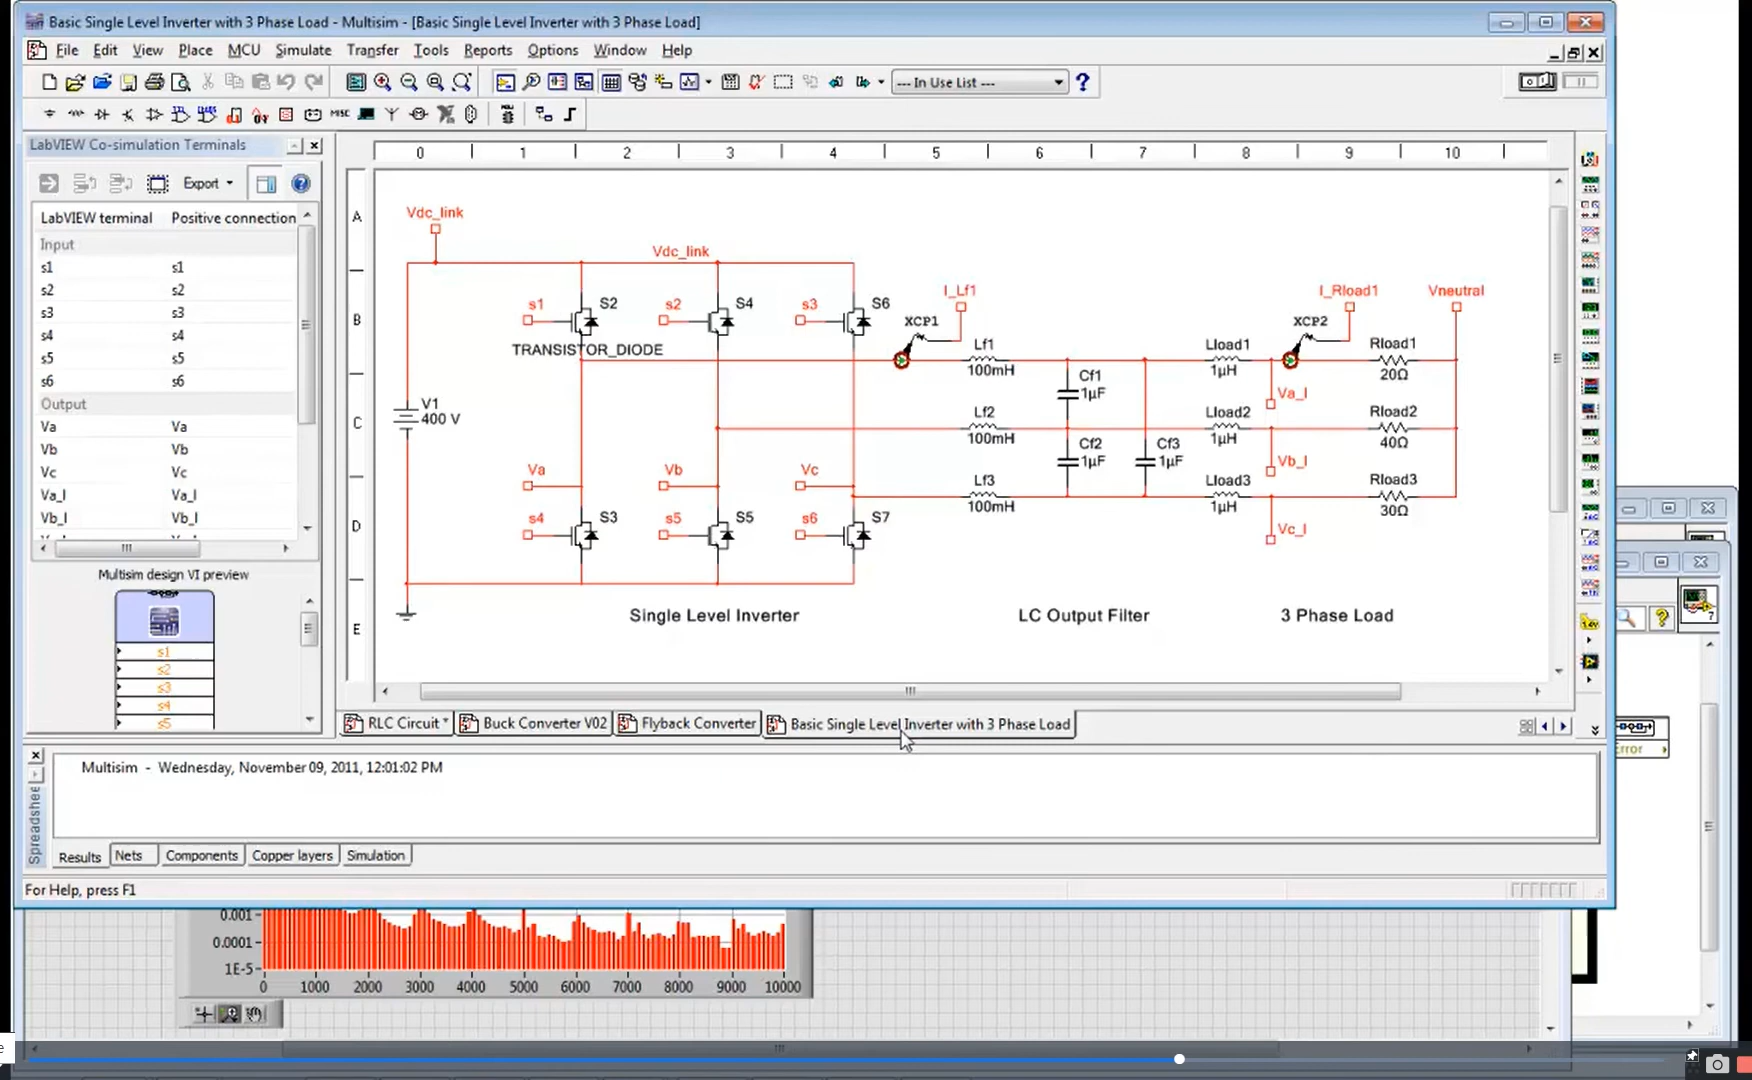 Basic Single Level Inverter with 3 Phase Load - Multisim - [Basic Single Level Inverter with 3 Phase Load]
File Edit View Place MCU Simulate Transfer Tools Reports Options Window Help
--- In Use List ---
MISC
LabVIEW Co-simulation Terminals
Export
LabVIEW terminal Positive connection
Input
s1 s1
s2 s2
s3 s3
s4 s4
s5 s5
s6 s6
Output
Va Va
Vb Vb
Vc Vc
Va_l Va_l
Vb_l Vb_l
Multisim design VI preview
s1
s2
s3
s4
s5
0 1 2 3 4 5 6 7 8 9 10
A
B
C
D
E
Vdc_link
Vdc_link
s1 S2 s2 S4 s3 S6
TRANSISTOR_DIODE
I_Lf1 I_Rload1 Vneutral
XCP1 XCP2
Lf1 Lload1 Rload1
100mH 1µH 20Ω
Cf1
1µF
Va_l
V1
400 V
Lf2 Lload2 Rload2
100mH 1µH 40Ω
Cf2 Cf3
1µF 1µF
Vb_l
Va Vb Vc
Lf3 Lload3 Rload3
100mH 1µH 30Ω
s4 S3 s5 S5 s6 S7
Vc_l
Single Level Inverter LC Output Filter 3 Phase Load
RLC Circuit * Buck Converter V02 Flyback Converter Basic Single Level Inverter with 3 Phase Load
Multisim - Wednesday, November 09, 2011, 12:01:02 PM
Spreadshee
Results Nets Components Copper layers Simulation
For Help, press F1
0.001
0.0001
1E-5
0 1000 2000 3000 4000 5000 6000 7000 8000 9000 10000
Error
e